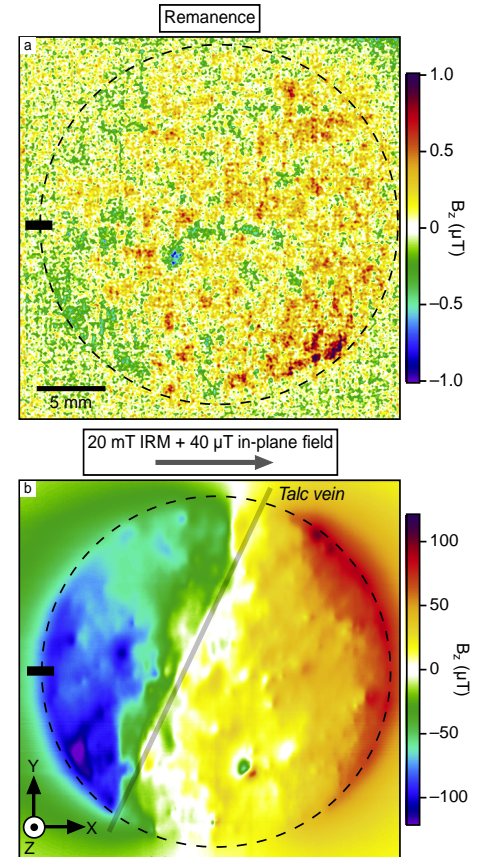 Remanence
a
1.0
0.5
0
−0.5
−1.0
Bz (μT)
5 mm
20 mT IRM + 40 μT in-plane field
b
Talc vein
100
50
0
−50
−100
Bz (μT)
Y
X
Z